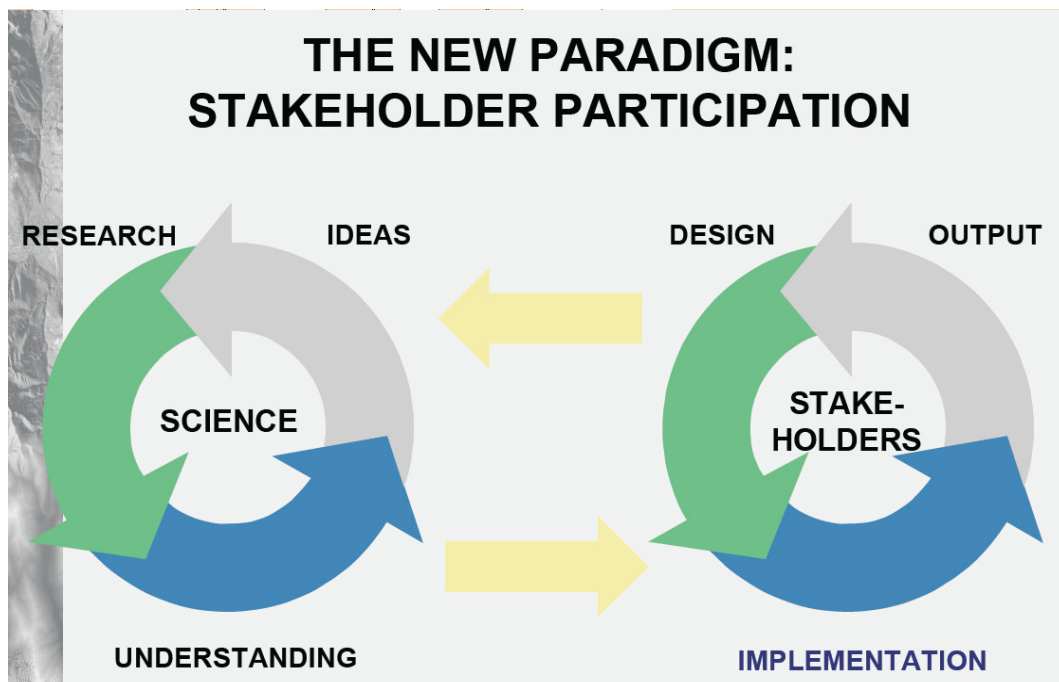 THE NEW PARADIGM:
STAKEHOLDER PARTICIPATION
RESEARCH
IDEAS
DESIGN
OUTPUT
SCIENCE
STAKE-
HOLDERS
UNDERSTANDING
IMPLEMENTATION